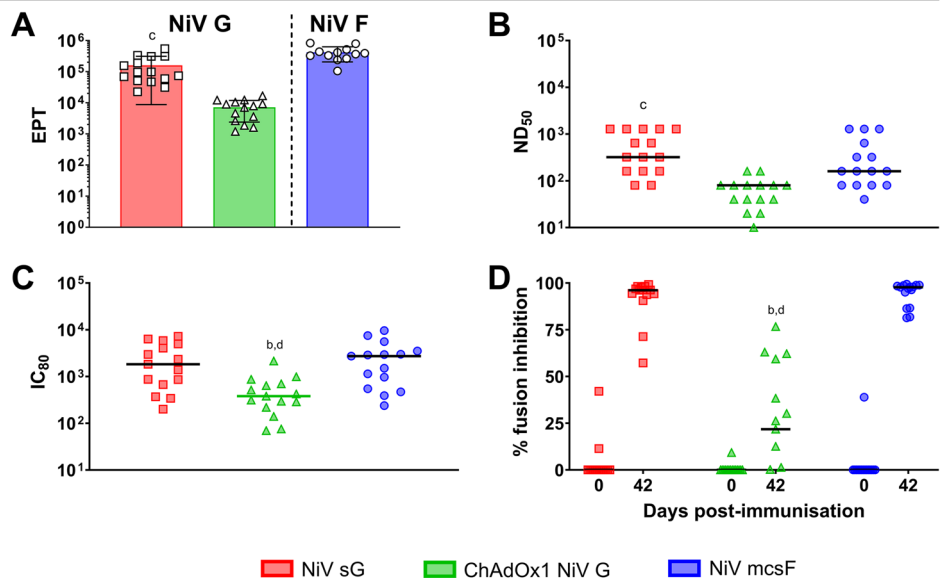 A
NiV G
NiV F
c
EPT
10⁶
10⁵
10⁴
10³
10²
10¹
10⁰
B
c
ND₅₀
10⁵
10⁴
10³
10²
10¹
C
b,d
IC₈₀
10⁵
10⁴
10³
10²
10¹
D
b,d
% fusion inhibition
100
75
50
25
0
0 42 0 42 0 42
Days post-immunisation
NiV sG ChAdOx1 NiV G NiV mcsF